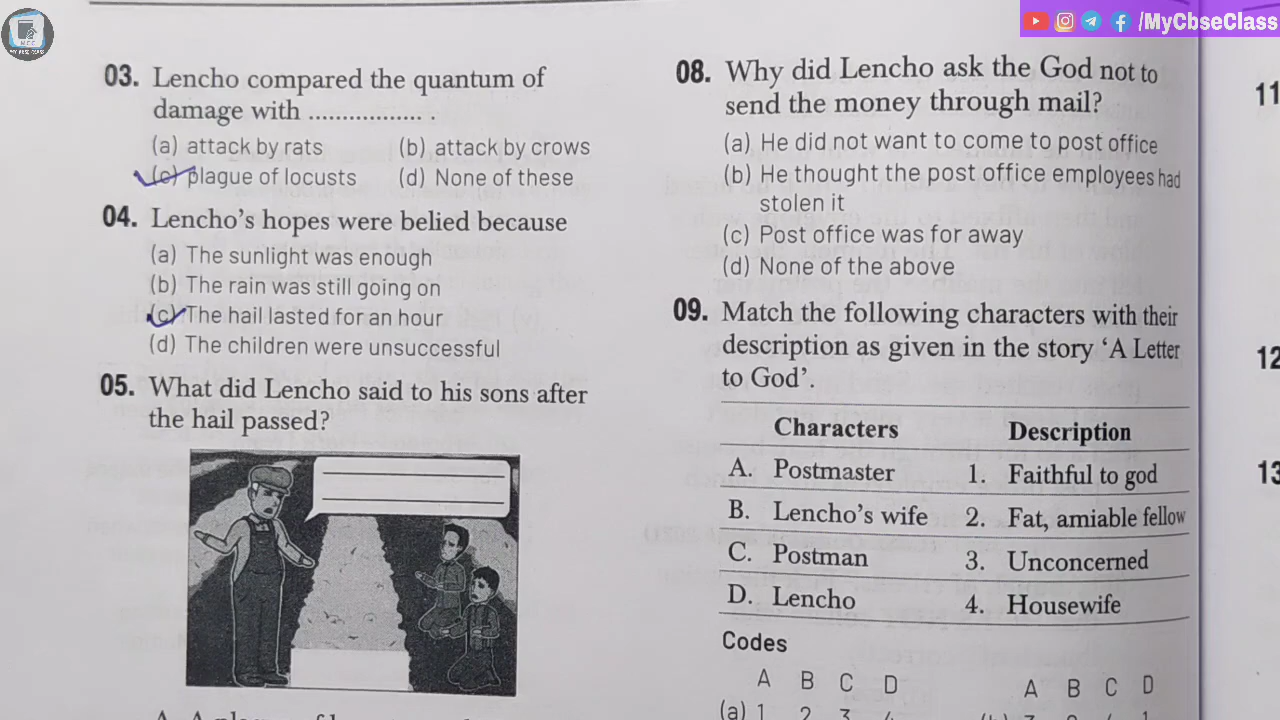 /MyCbseClass
MY CBSE CLASS
03. Lencho compared the quantum of
damage with .................. .
(a) attack by rats (b) attack by crows
(c) plague of locusts (d) None of these
04. Lencho's hopes were belied because
(a) The sunlight was enough
(b) The rain was still going on
(c) The hail lasted for an hour
(d) The children were unsuccessful
05. What did Lencho said to his sons after
the hail passed?
08. Why did Lencho ask the God not to
send the money through mail?
(a) He did not want to come to post office
(b) He thought the post office employees had
stolen it
(c) Post office was for away
(d) None of the above
09. Match the following characters with their
description as given in the story 'A Letter
to God'.
Characters Description
A. Postmaster 1. Faithful to god
B. Lencho's wife 2. Fat, amiable fellow
C. Postman 3. Unconcerned
D. Lencho 4. Housewife
Codes
A B C D A B C D
(a) 1 2 3 4
11
12
13